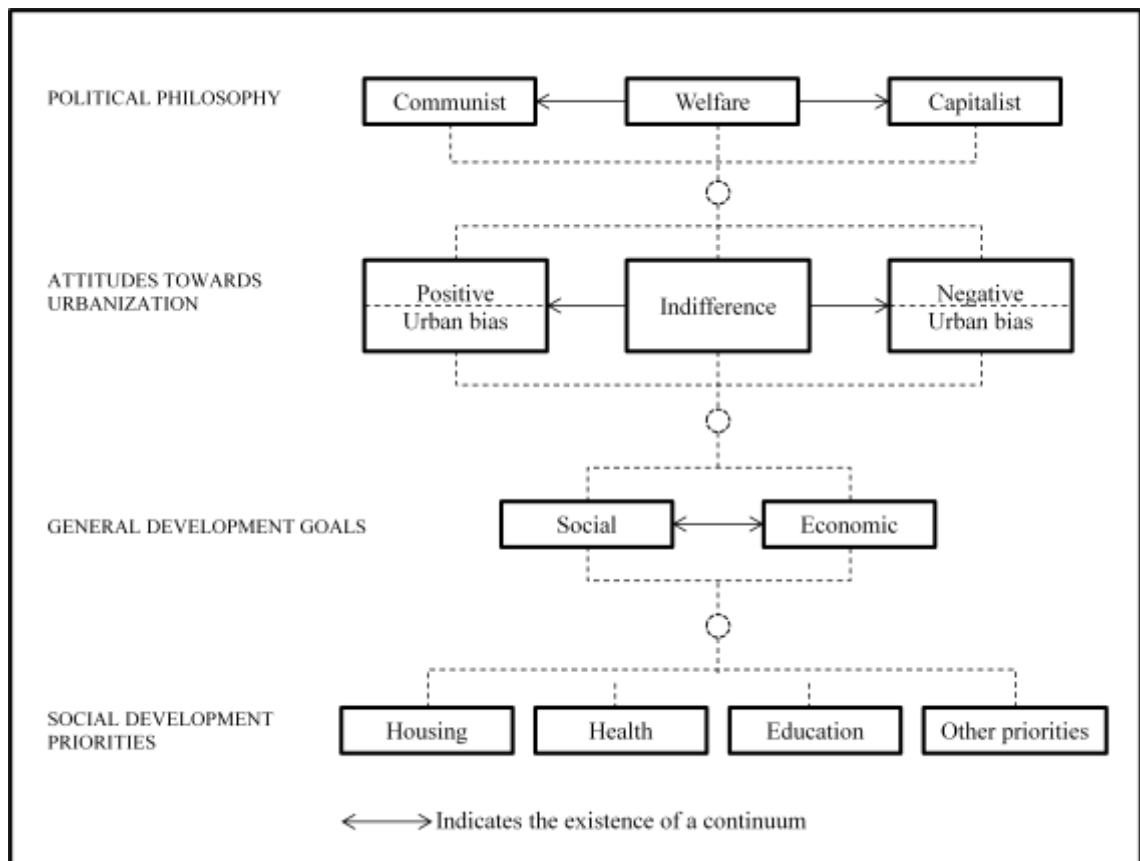 POLITICAL PHILOSOPHY
Communist
Welfare
Capitalist
ATTITUDES TOWARDS
URBANIZATION
Positive
Urban bias
Indifference
Negative
Urban bias
GENERAL DEVELOPMENT GOALS
Social
Economic
SOCIAL DEVELOPMENT
PRIORITIES
Housing
Health
Education
Other priorities
Indicates the existence of a continuum